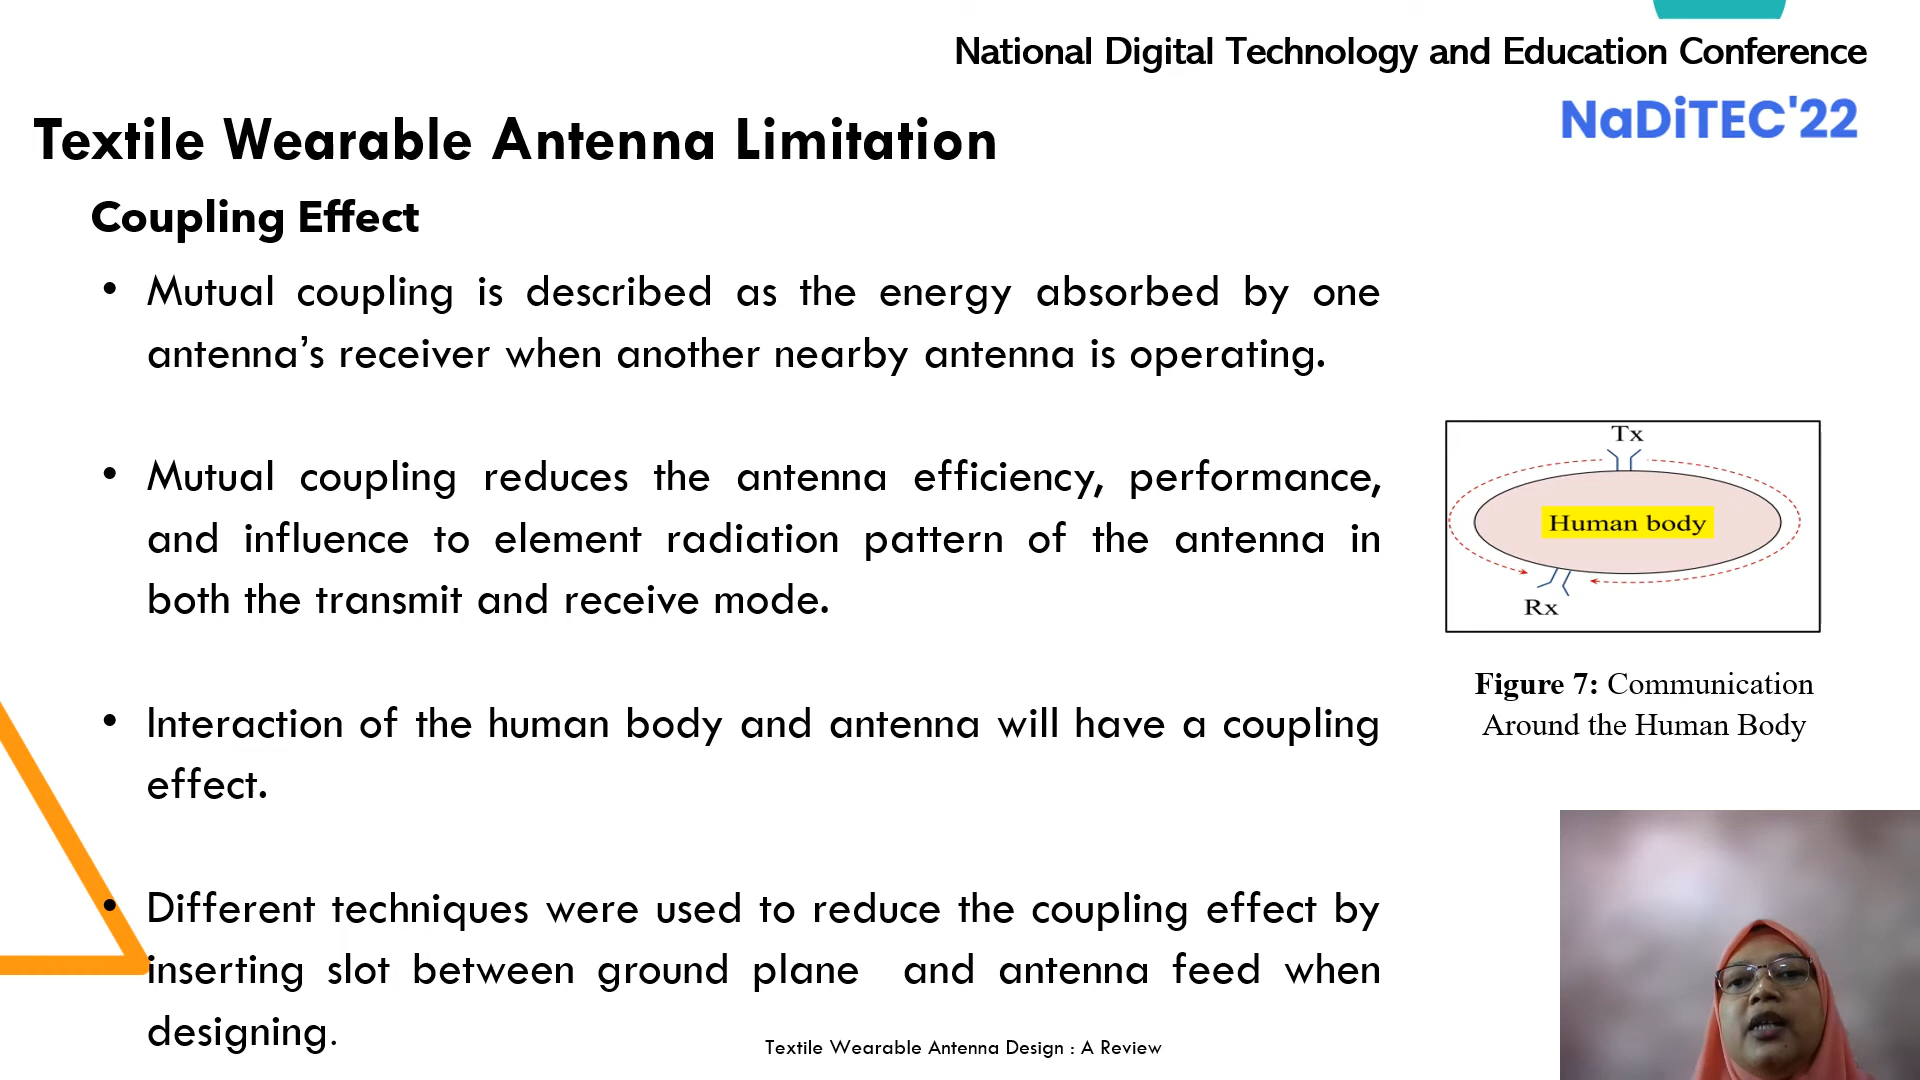 National Digital Technology and Education Conference
NaDiTEC'22
Textile Wearable Antenna Limitation
Coupling Effect
• Mutual coupling is described as the energy absorbed by one
antenna’s receiver when another nearby antenna is operating.
• Mutual coupling reduces the antenna efficiency, performance,
and influence to element radiation pattern of the antenna in
both the transmit and receive mode.
• Interaction of the human body and antenna will have a coupling
effect.
• Different techniques were used to reduce the coupling effect by
inserting slot between ground plane and antenna feed when
designing.
Tx
Human body
Rx
Figure 7: Communication
Around the Human Body
Textile Wearable Antenna Design : A Review